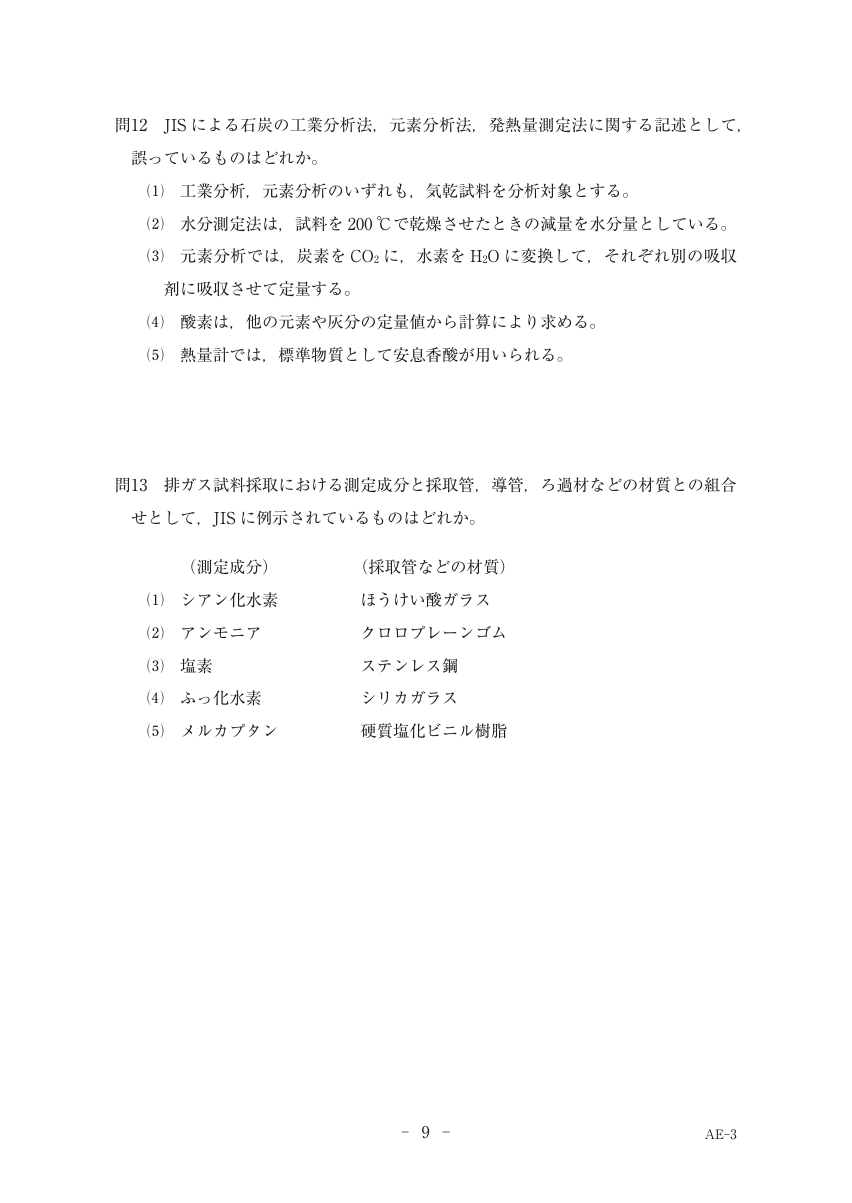 問12　JIS による石炭の工業分析法，元素分析法，発熱量測定法に関する記述として，
誤っているものはどれか。
⑴　工業分析，元素分析のいずれも，気乾試料を分析対象とする。
⑵　水分測定法は，試料を 200 ℃で乾燥させたときの減量を水分量としている。
⑶　元素分析では，炭素を CO₂ に，水素を H₂O に変換して，それぞれ別の吸収
剤に吸収させて定量する。
⑷　酸素は，他の元素や灰分の定量値から計算により求める。
⑸　熱量計では，標準物質として安息香酸が用いられる。
問13　排ガス試料採取における測定成分と採取管，導管，ろ過材などの材質との組合
せとして，JIS に例示されているものはどれか。
（測定成分）　（採取管などの材質）
⑴　シアン化水素　ほうけい酸ガラス
⑵　アンモニア　クロロプレーンゴム
⑶　塩素　ステンレス鋼
⑷　ふっ化水素　シリカガラス
⑸　メルカプタン　硬質塩化ビニル樹脂
- 9 -　AE-3